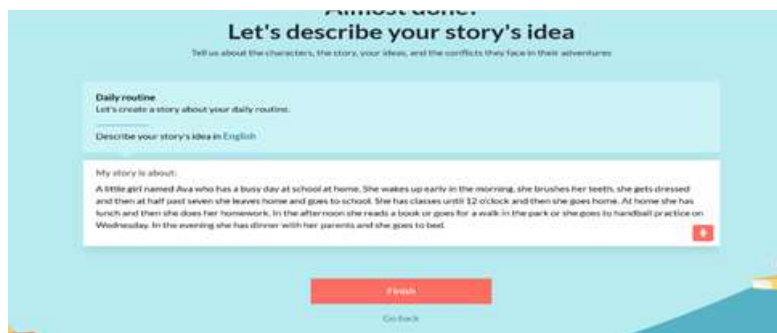 Almost done!
Let's describe your story's idea
Tell us about the characters, the story, your ideas, and the conflicts they face in their adventures
Daily routine
Let's create a story about your daily routine.
Describe your story's idea in English
My story is about:
A little girl named Ava who has a busy day at school at home. She wakes up early in the morning, she brushes her teeth, she gets dressed
and then at half past seven she leaves home and goes to school. She has classes until 12 o'clock and then she goes home. At home she has
lunch and then she does her homework. In the afternoon she reads a book or goes for a walk in the park or she goes to handball practice on
Wednesday. In the evening she has dinner with her parents and she goes to bed.
Finish
Go back